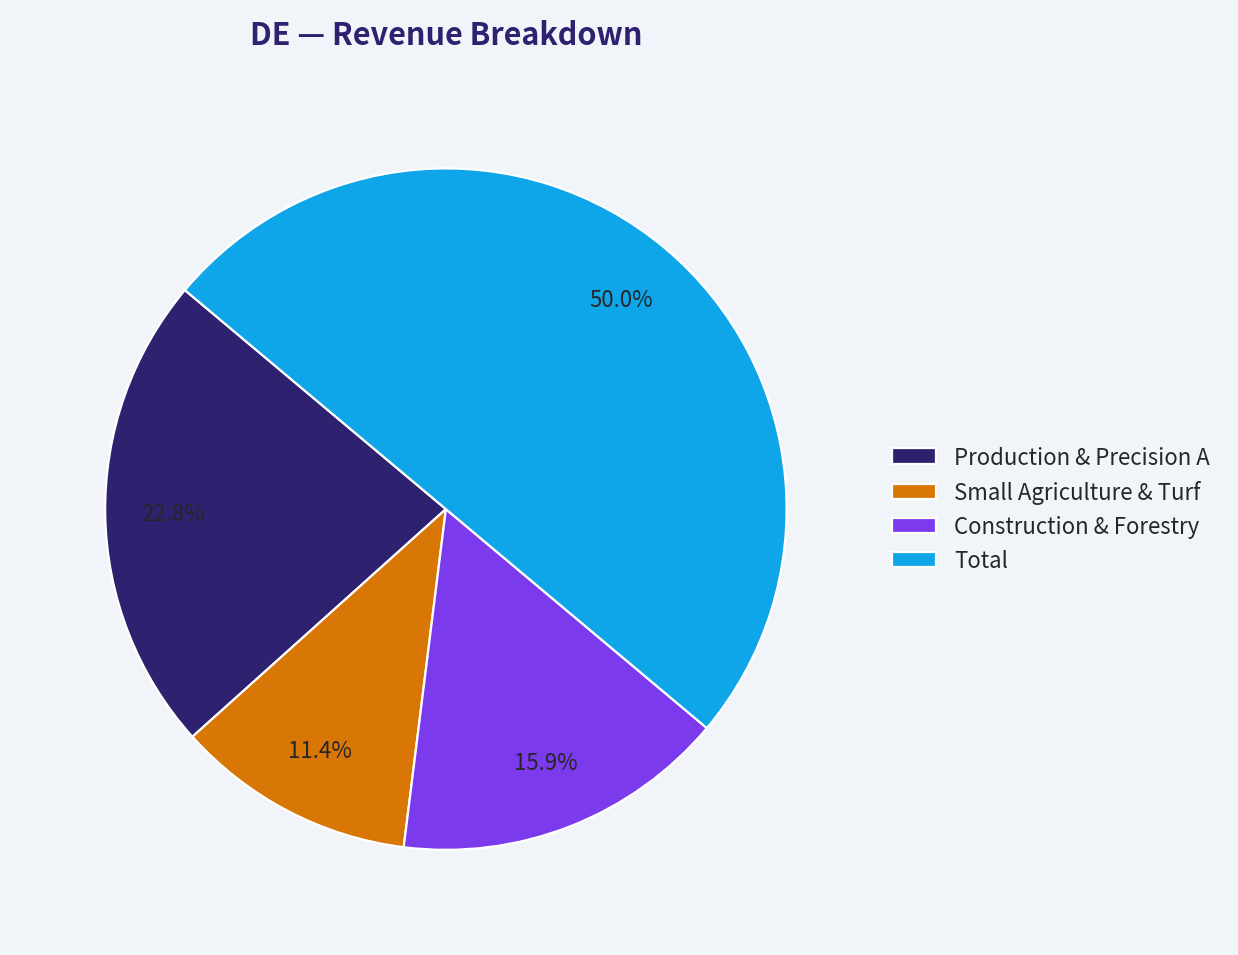 DE — Revenue Breakdown
50.0%
22.8%
11.4%
15.9%
Production & Precision A
Small Agriculture & Turf
Construction & Forestry
Total